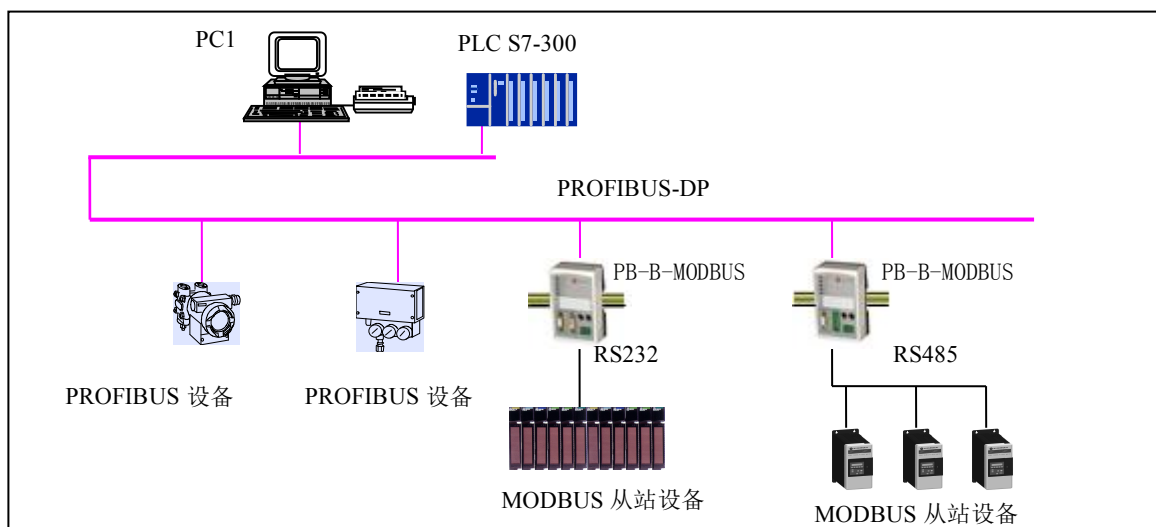 PC1
PLC S7-300
PROFIBUS-DP
PB-B-MODBUS
PB-B-MODBUS
RS232
RS485
PROFIBUS 设备
PROFIBUS 设备
MODBUS 从站设备
MODBUS 从站设备